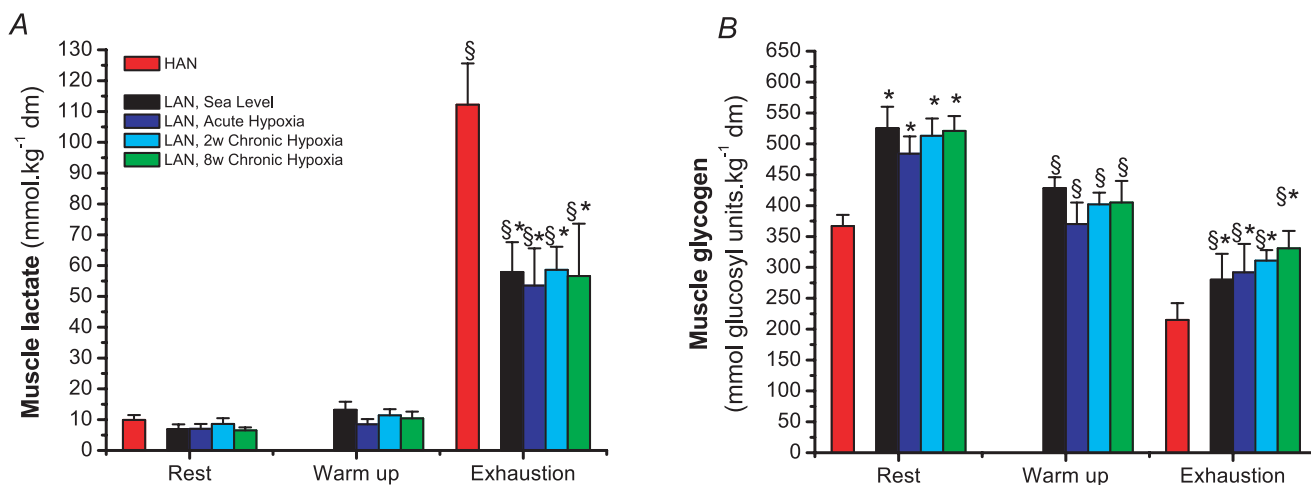 A
Muscle lactate (mmol.kg⁻¹ dm)
130
120
110
100
90
80
70
60
50
40
30
20
10
0
HAN
LAN, Sea Level
LAN, Acute Hypoxia
LAN, 2w Chronic Hypoxia
LAN, 8w Chronic Hypoxia
§
§* §* §* §*
Rest Warm up Exhaustion
B
Muscle glycogen
(mmol glucosyl units.kg⁻¹ dm)
650
600
550
500
450
400
350
300
250
200
150
100
50
0
* * * *
§ § § §
§* §* §* §*
Rest Warm up Exhaustion